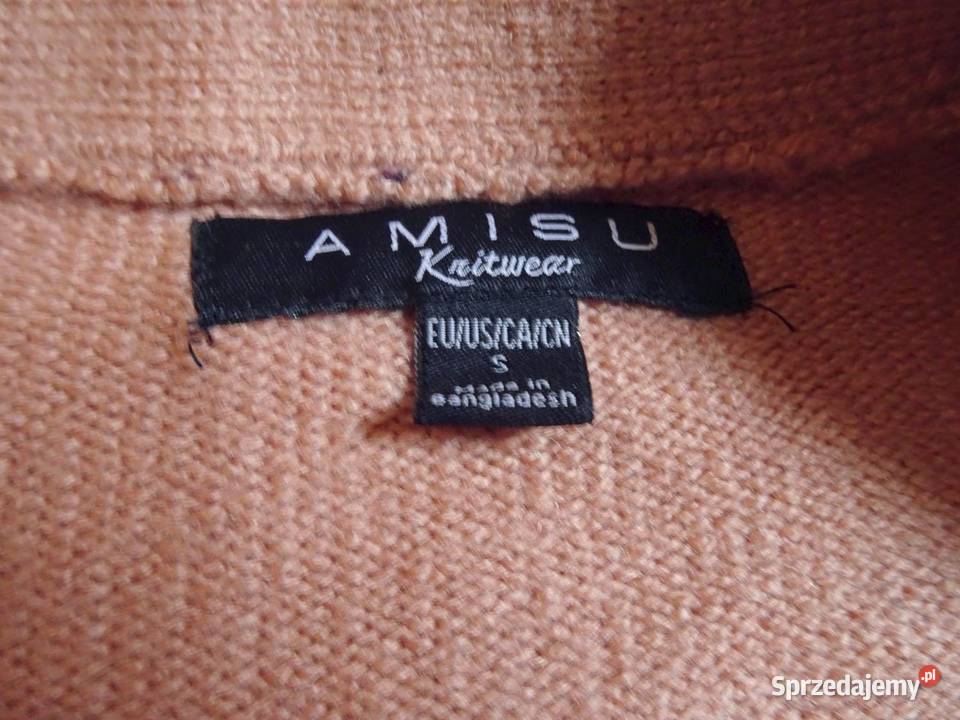 AMISU
Knitwear
EU/US/CA/CN
S
Made in
Bangladesh
Sprzedajemy.pl